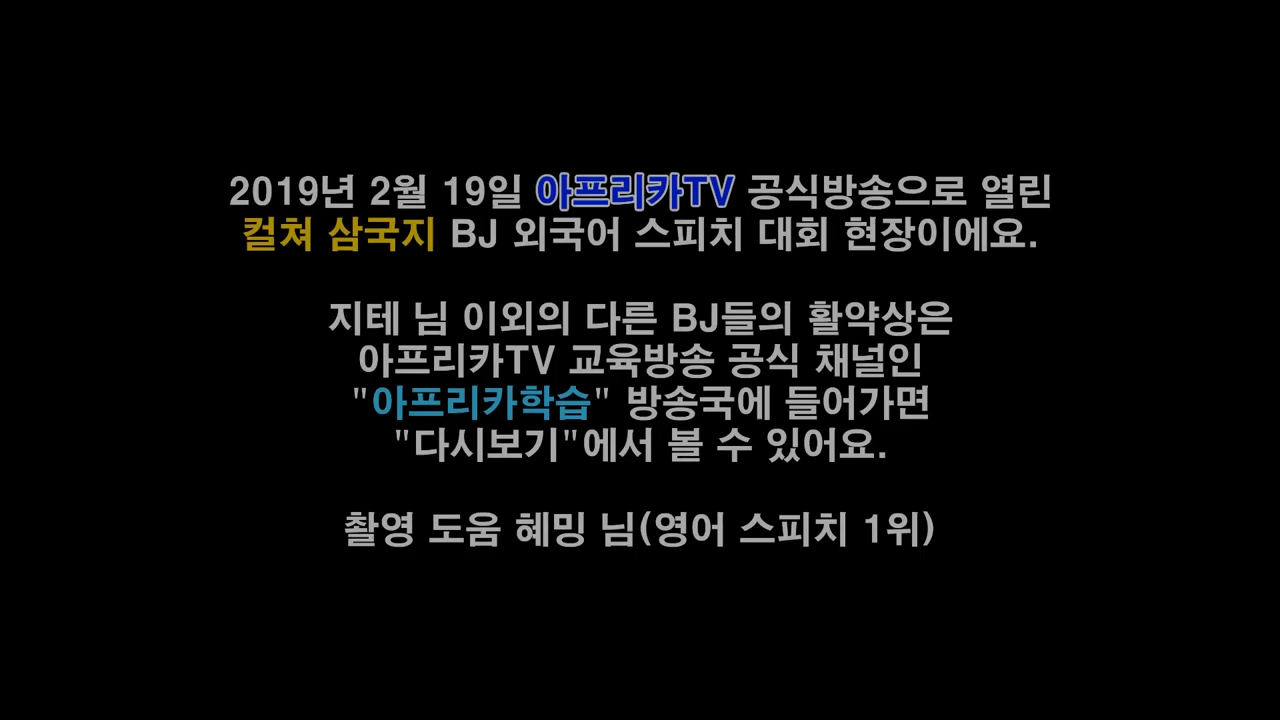 2019년 2월 19일 아프리카TV 공식방송으로 열린
컬쳐 삼국지 BJ 외국어 스피치 대회 현장이에요.
지테 님 이외의 다른 BJ들의 활약상은
아프리카TV 교육방송 공식 채널인
"아프리카학습" 방송국에 들어가면
"다시보기"에서 볼 수 있어요.
촬영 도움 혜밍 님(영어 스피치 1위)